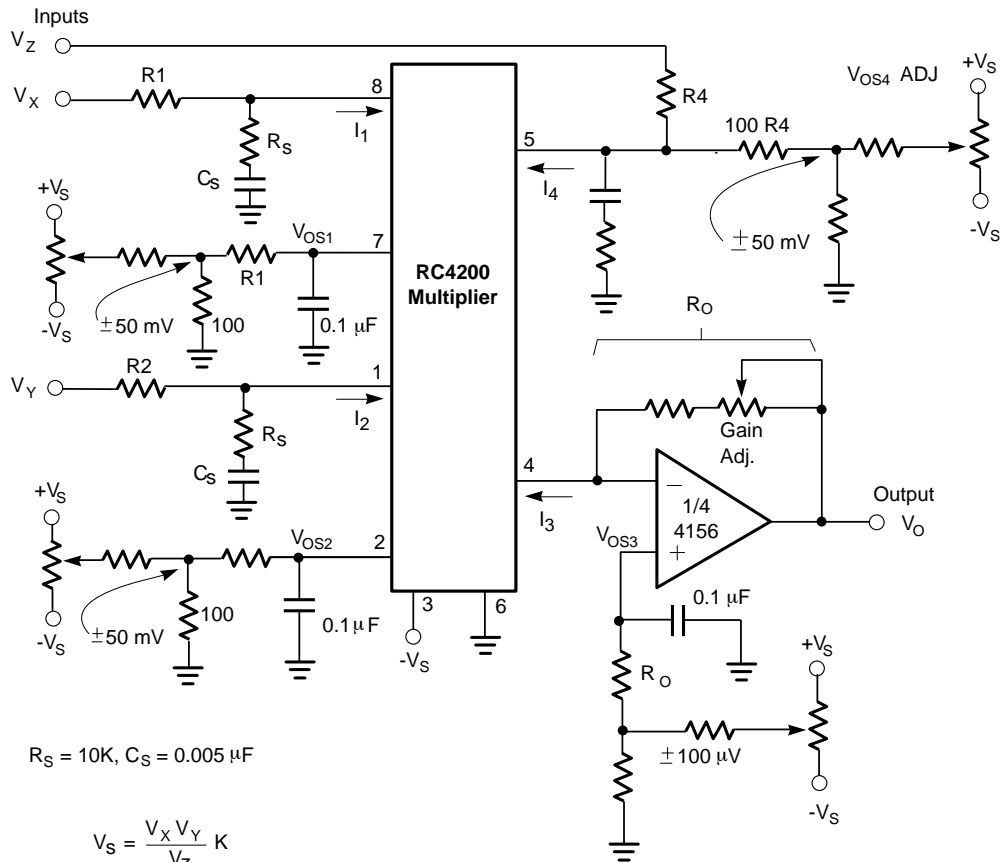 Inputs
V_Z
V_X
R1
8
I_1
R_S
C_S
+V_S
-V_S
±50 mV
100
R1
V_OS1
7
0.1 µF
V_Y
R2
1
I_2
R_S
C_S
+V_S
-V_S
±50 mV
100
V_OS2
2
0.1 µF
3
-V_S
6
RC4200
Multiplier
5
I_4
R4
100 R4
±50 mV
V_OS4 ADJ
+V_S
-V_S
R_O
Gain
Adj.
4
I_3
1/4
4156
−
+
V_OS3
Output
V_O
0.1 µF
R_O
±100 µV
+V_S
-V_S
R_S = 10K, C_S = 0.005 µF
V_S = V_X V_Y / V_Z K